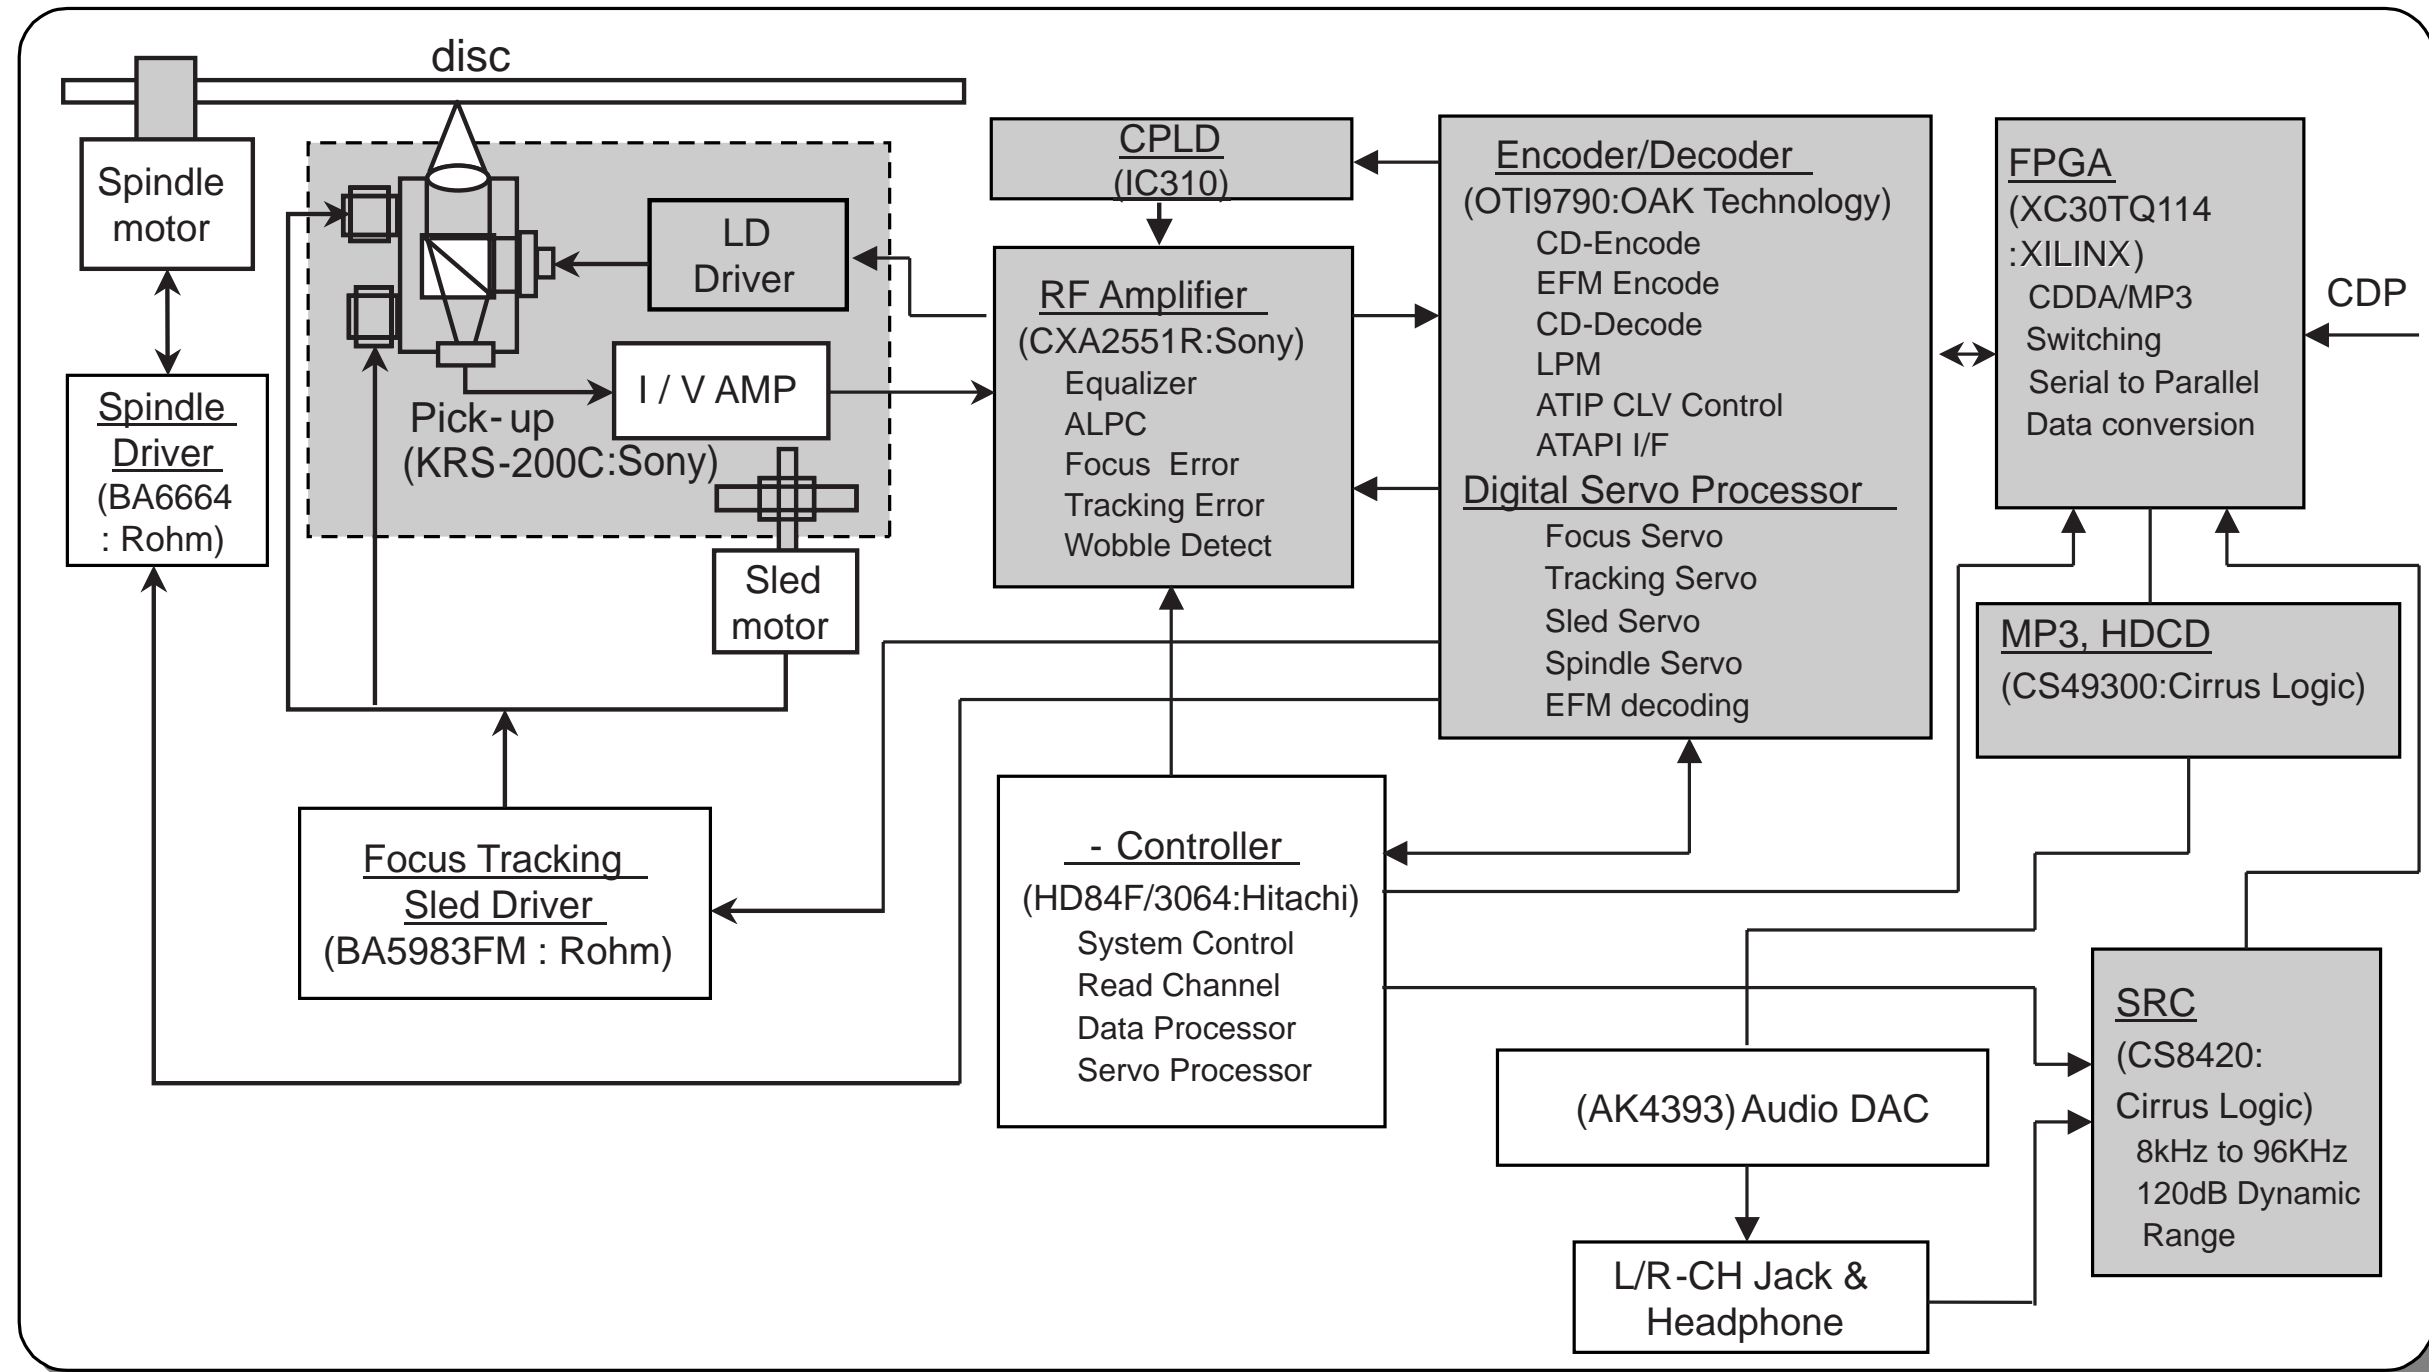 disc
Spindle
motor
Spindle
Driver
(BA6664
: Rohm)
LD
Driver
I / V AMP
Pick-up
(KRS-200C:Sony)
Sled
motor
Focus Tracking
Sled Driver
(BA5983FM : Rohm)
CPLD
(IC310)
RF Amplifier
(CXA2551R:Sony)
Equalizer
ALPC
Focus Error
Tracking Error
Wobble Detect
- Controller
(HD84F/3064:Hitachi)
System Control
Read Channel
Data Processor
Servo Processor
Encoder/Decoder
(OTI9790:OAK Technology)
CD-Encode
EFM Encode
CD-Decode
LPM
ATIP CLV Control
ATAPI I/F
Digital Servo Processor
Focus Servo
Tracking Servo
Sled Servo
Spindle Servo
EFM decoding
FPGA
(XC30TQ114
:XILINX)
CDDA/MP3
Switching
Serial to Parallel
Data conversion
CDP
MP3, HDCD
(CS49300:Cirrus Logic)
(AK4393) Audio DAC
L/R-CH Jack &
Headphone
SRC
(CS8420:
Cirrus Logic)
8kHz to 96KHz
120dB Dynamic
Range